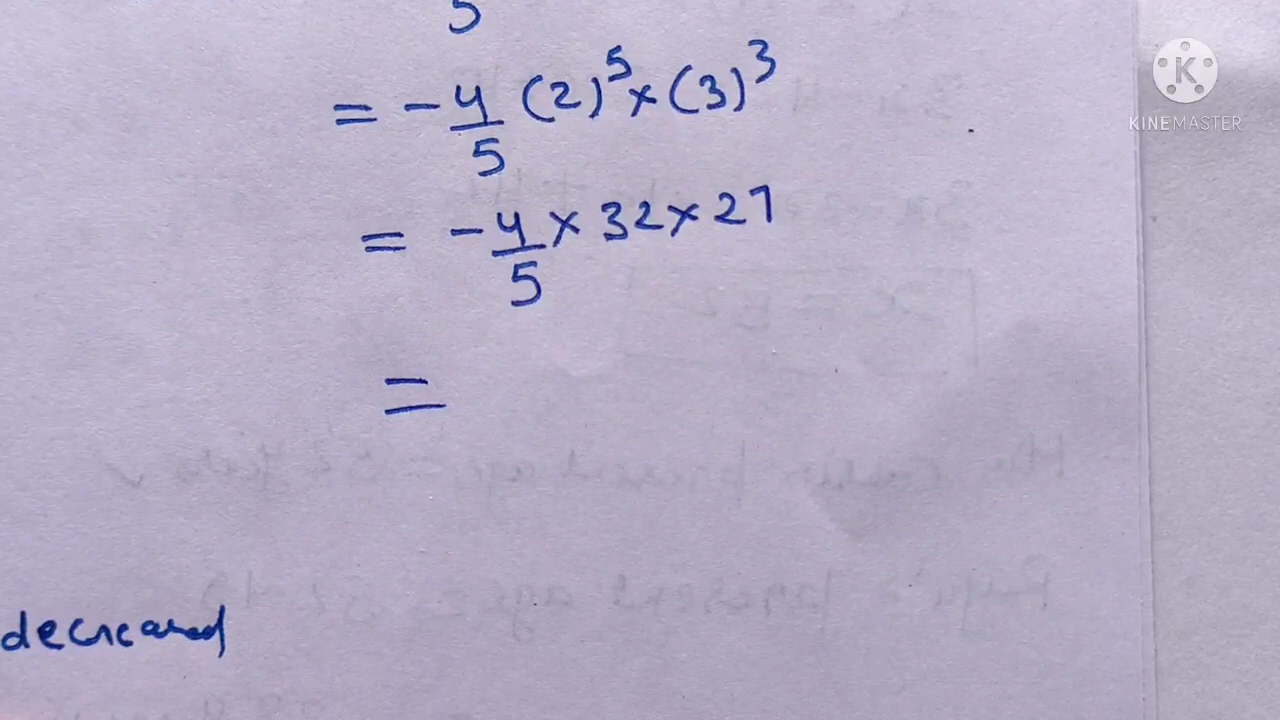 5
= -4/5 (2)^5 × (3)^3
= -4/5 × 32 × 27
=
decreased
K
KINEMASTER